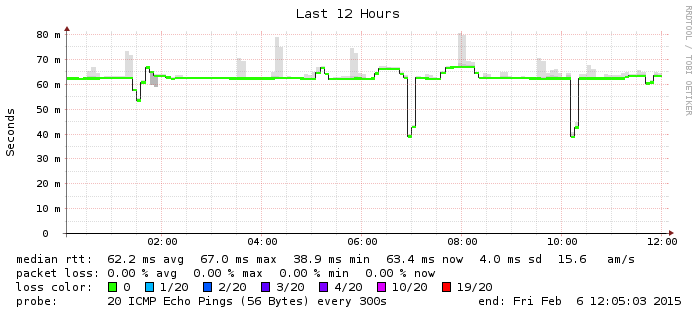 Last 12 Hours
RRDTOOL / TOBI OETIKER
Seconds
80 m
70 m
60 m
50 m
40 m
30 m
20 m
10 m
0
02:00 04:00 06:00 08:00 10:00 12:00
median rtt: 62.2 ms avg 67.0 ms max 38.9 ms min 63.4 ms now 4.0 ms sd 15.6 am/s
packet loss: 0.00 % avg 0.00 % max 0.00 % min 0.00 % now
loss color: 0 1/20 2/20 3/20 4/20 10/20 19/20
probe: 20 ICMP Echo Pings (56 Bytes) every 300s end: Fri Feb 6 12:05:03 2015